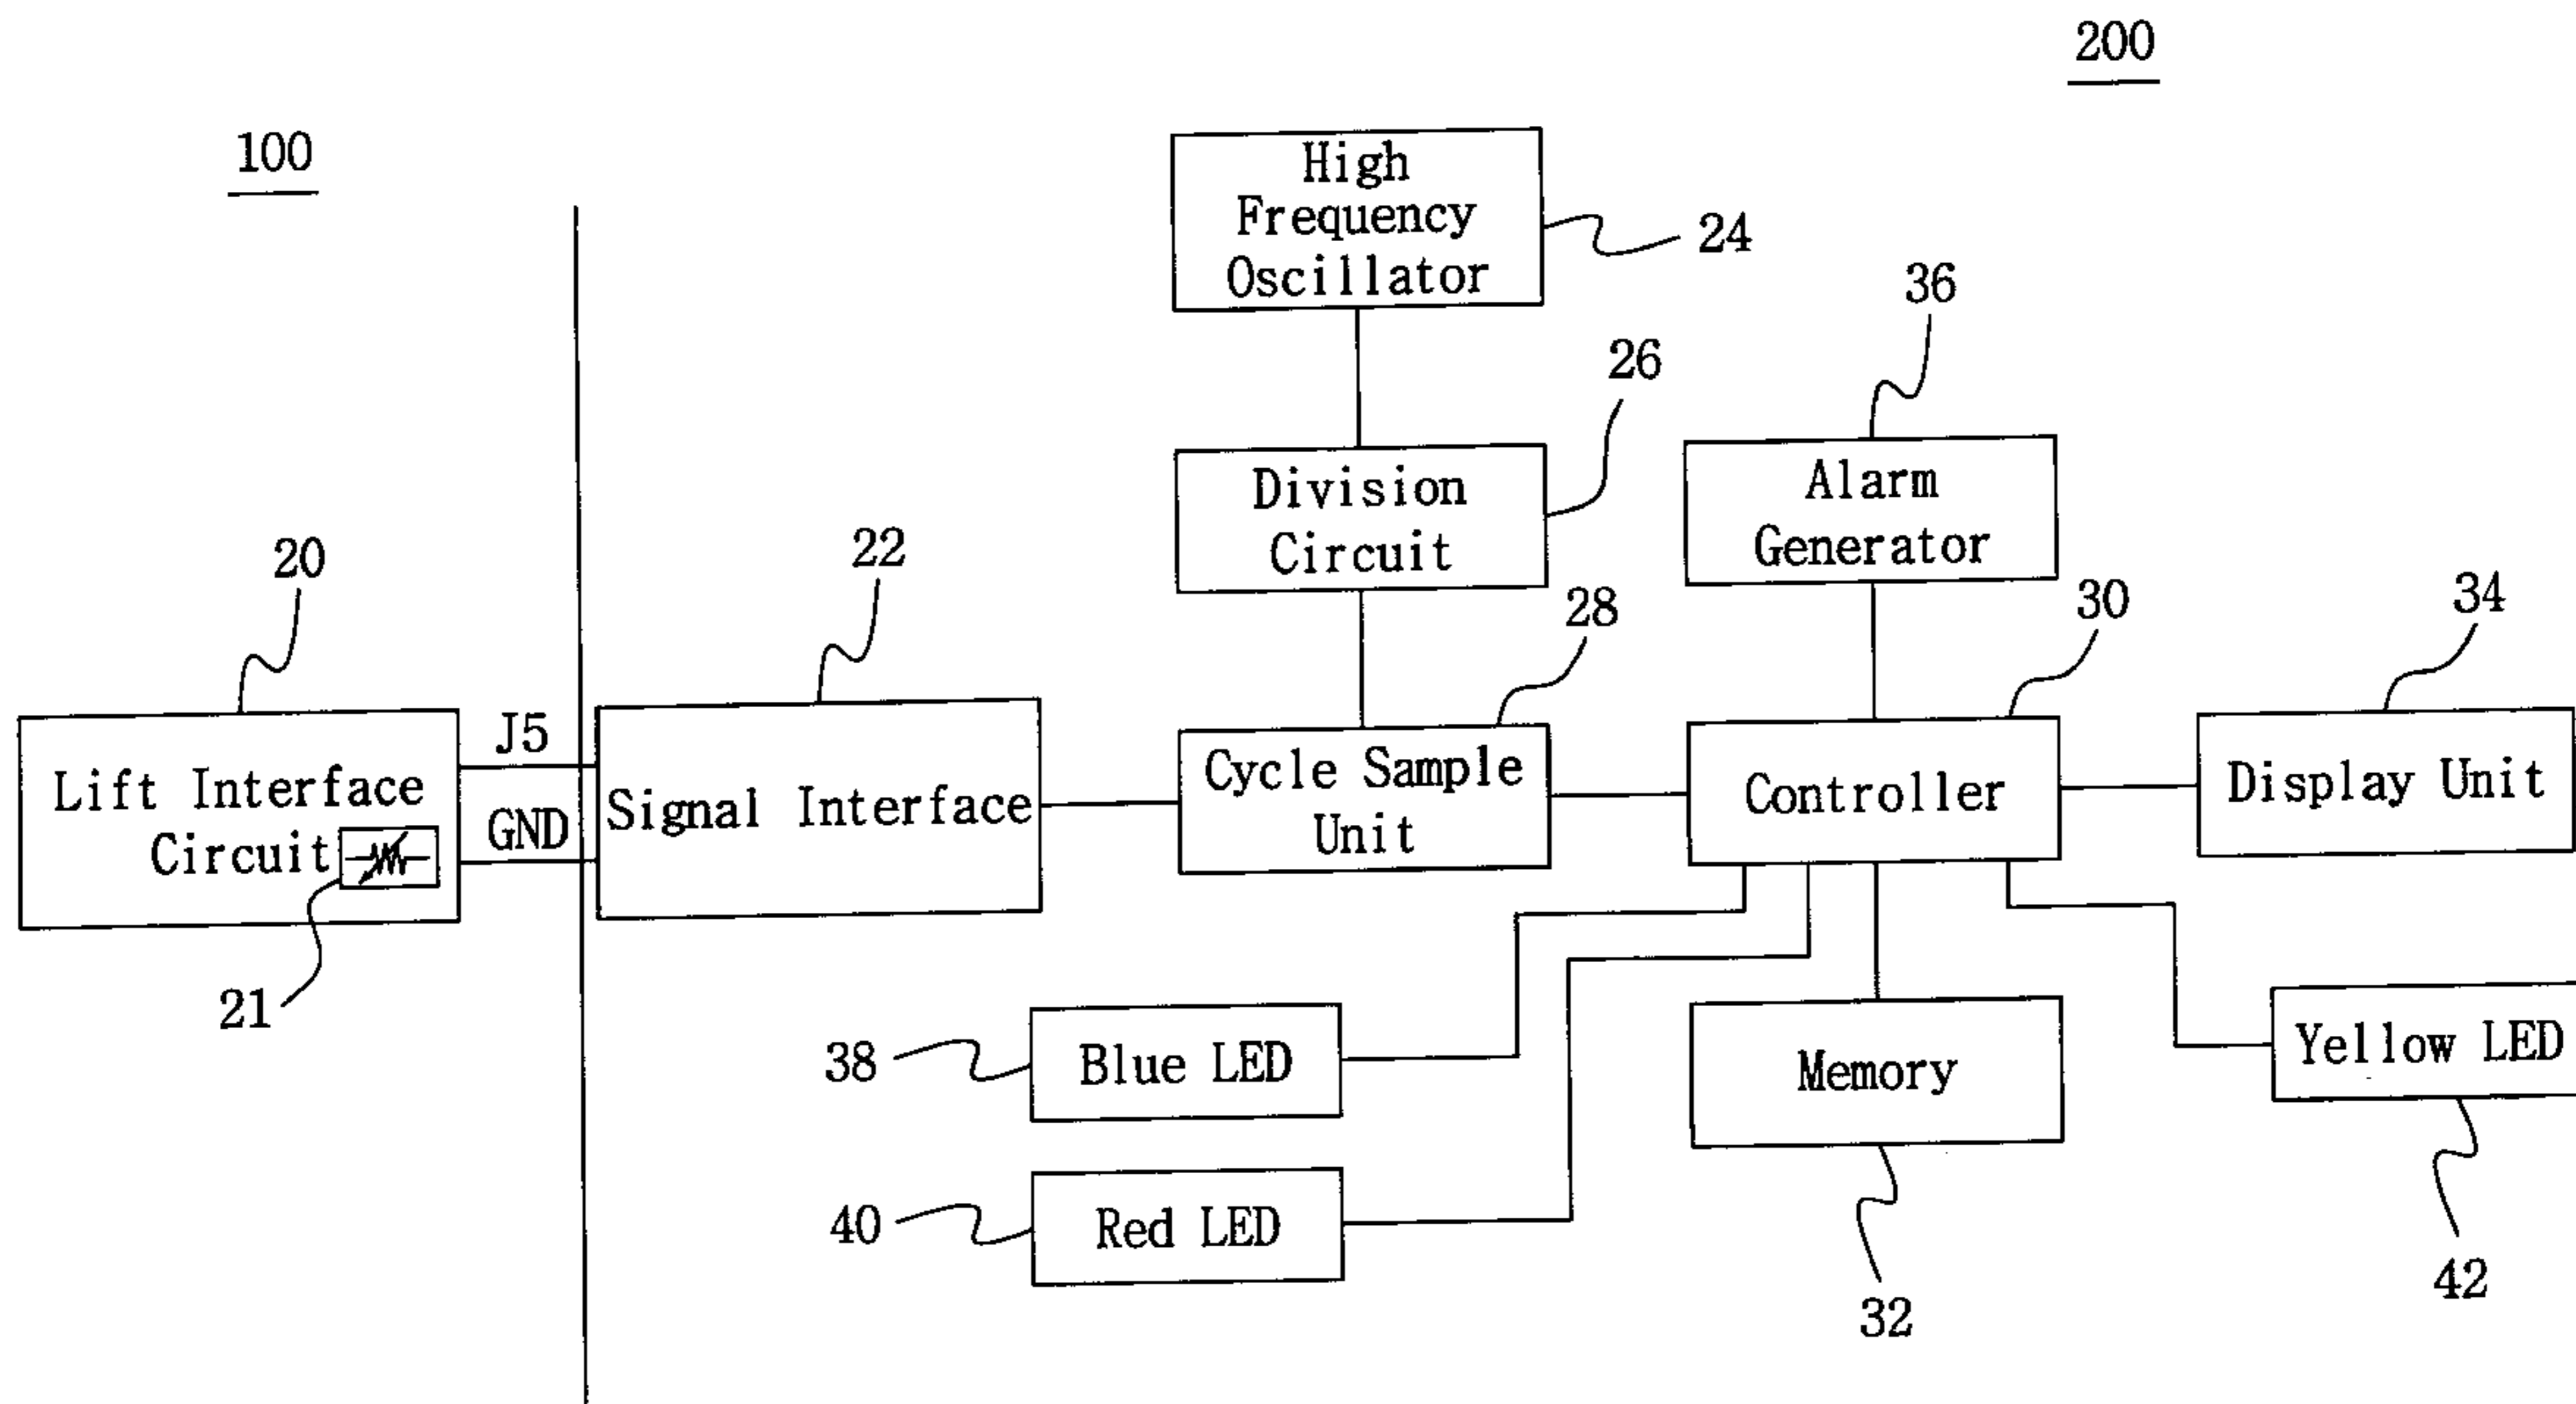 200
100
High
Frequency
Oscillator
24
36
26
Division
Circuit
Alarm
Generator
20
22
28
30
34
J5
GND
Lift Interface
Circuit
21
Signal Interface
Cycle Sample
Unit
Controller
Display Unit
38
Blue LED
Memory
Yellow LED
40
Red LED
32
42